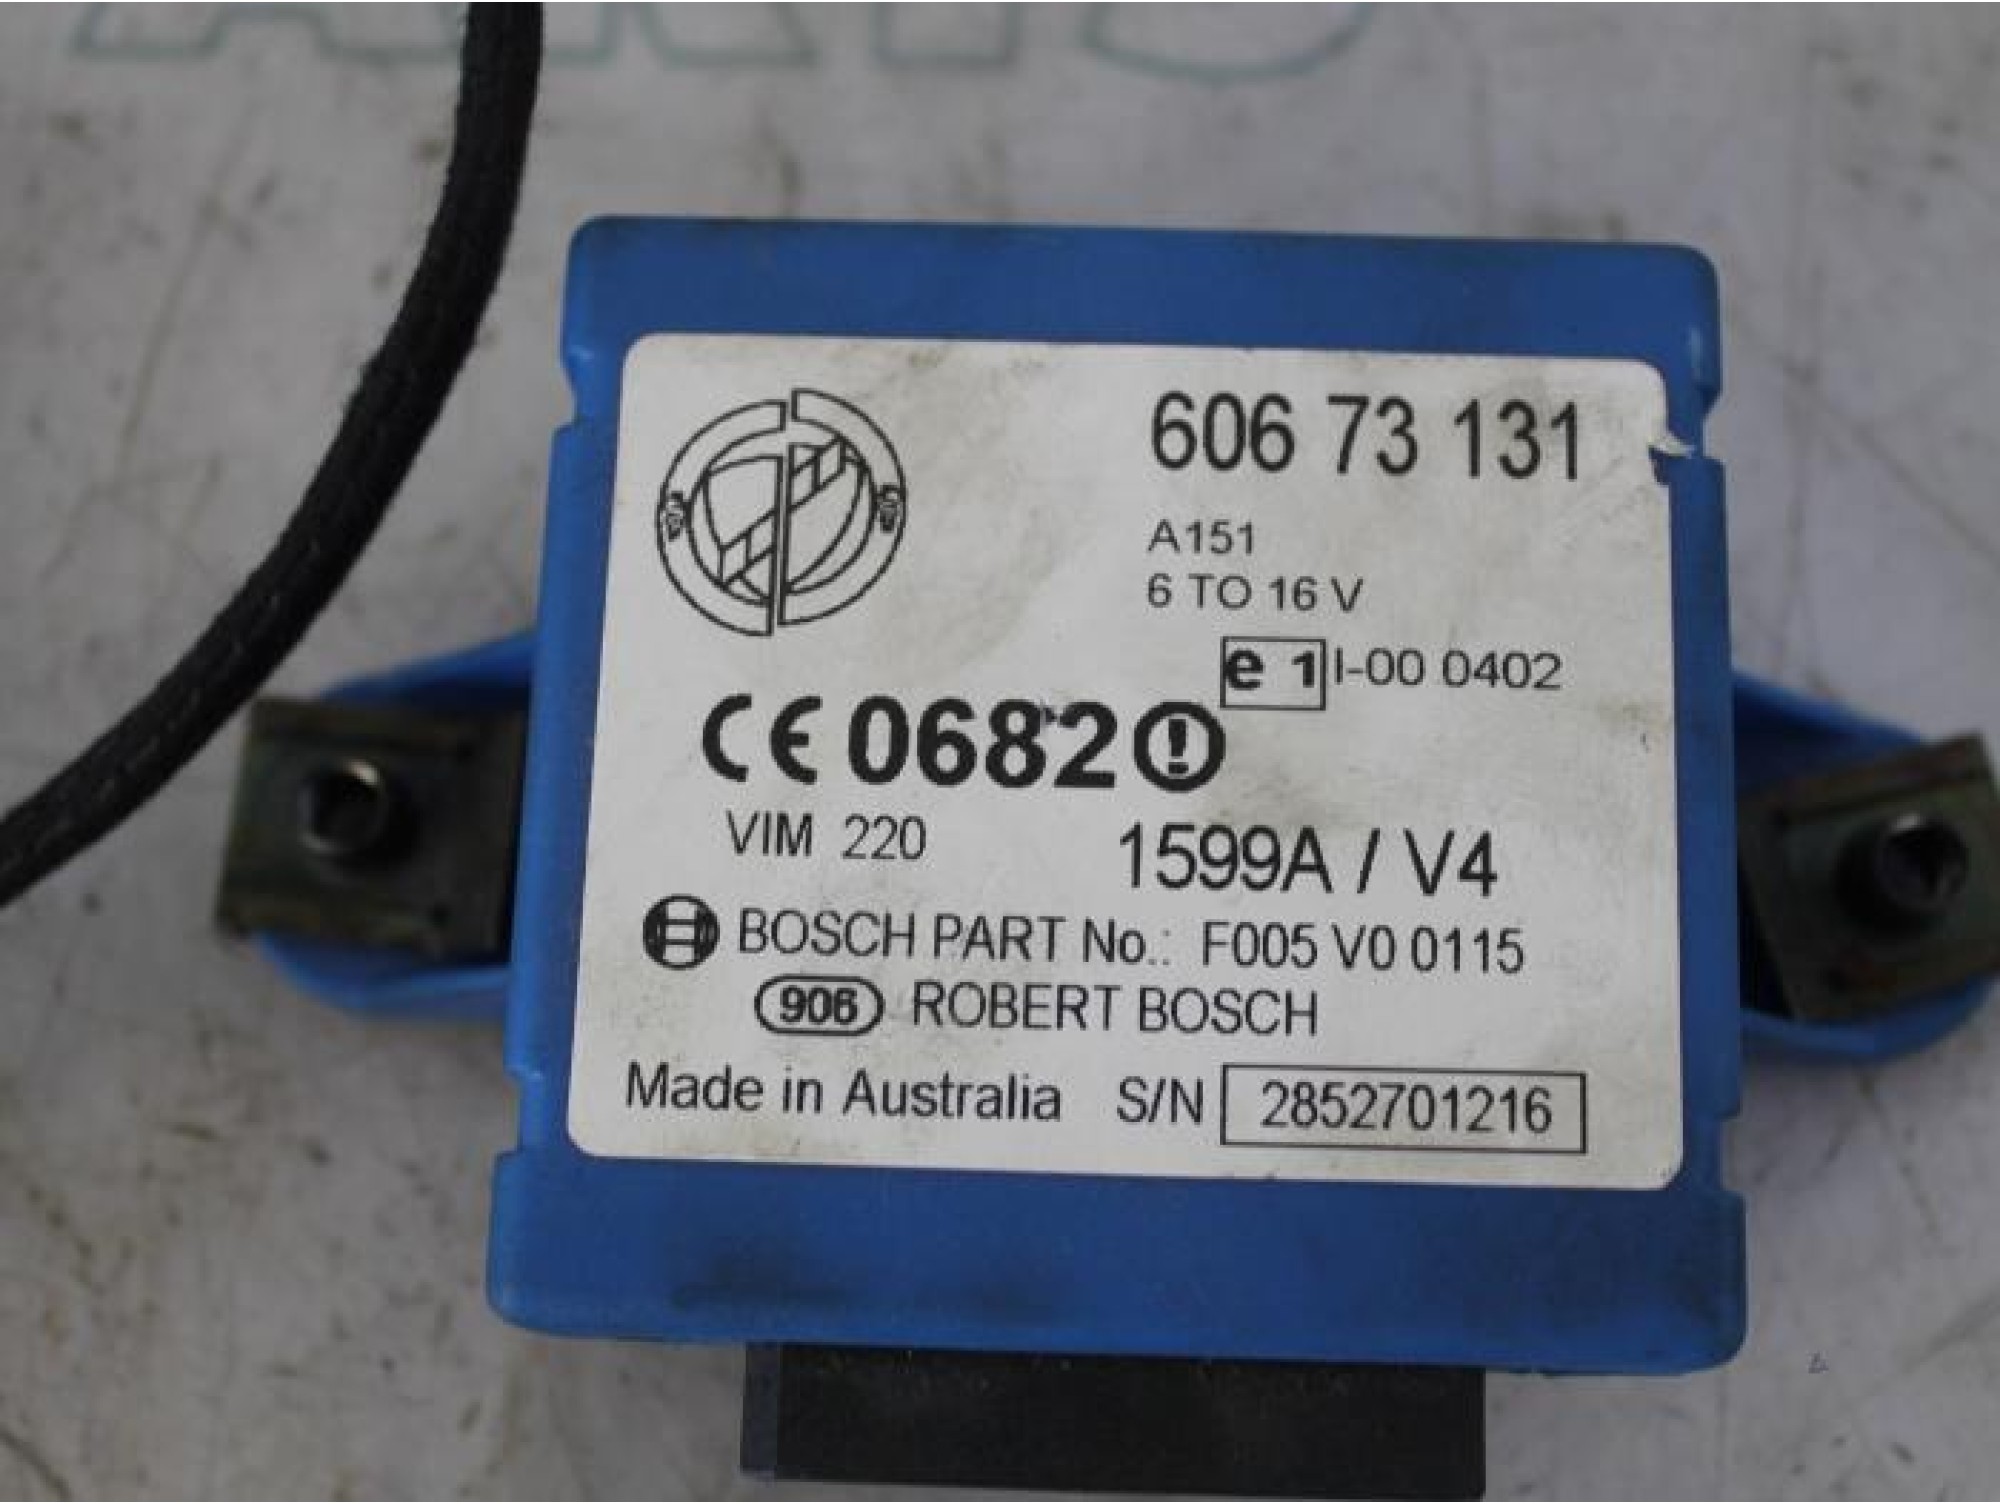 606 73 131
A151
6 TO 16 V
e 1 I-00 0402
CE 0682 !
VIM 220 1599A / V4
BOSCH PART No.: F005 V0 0115
906 ROBERT BOSCH
Made in Australia S/N 2852701216